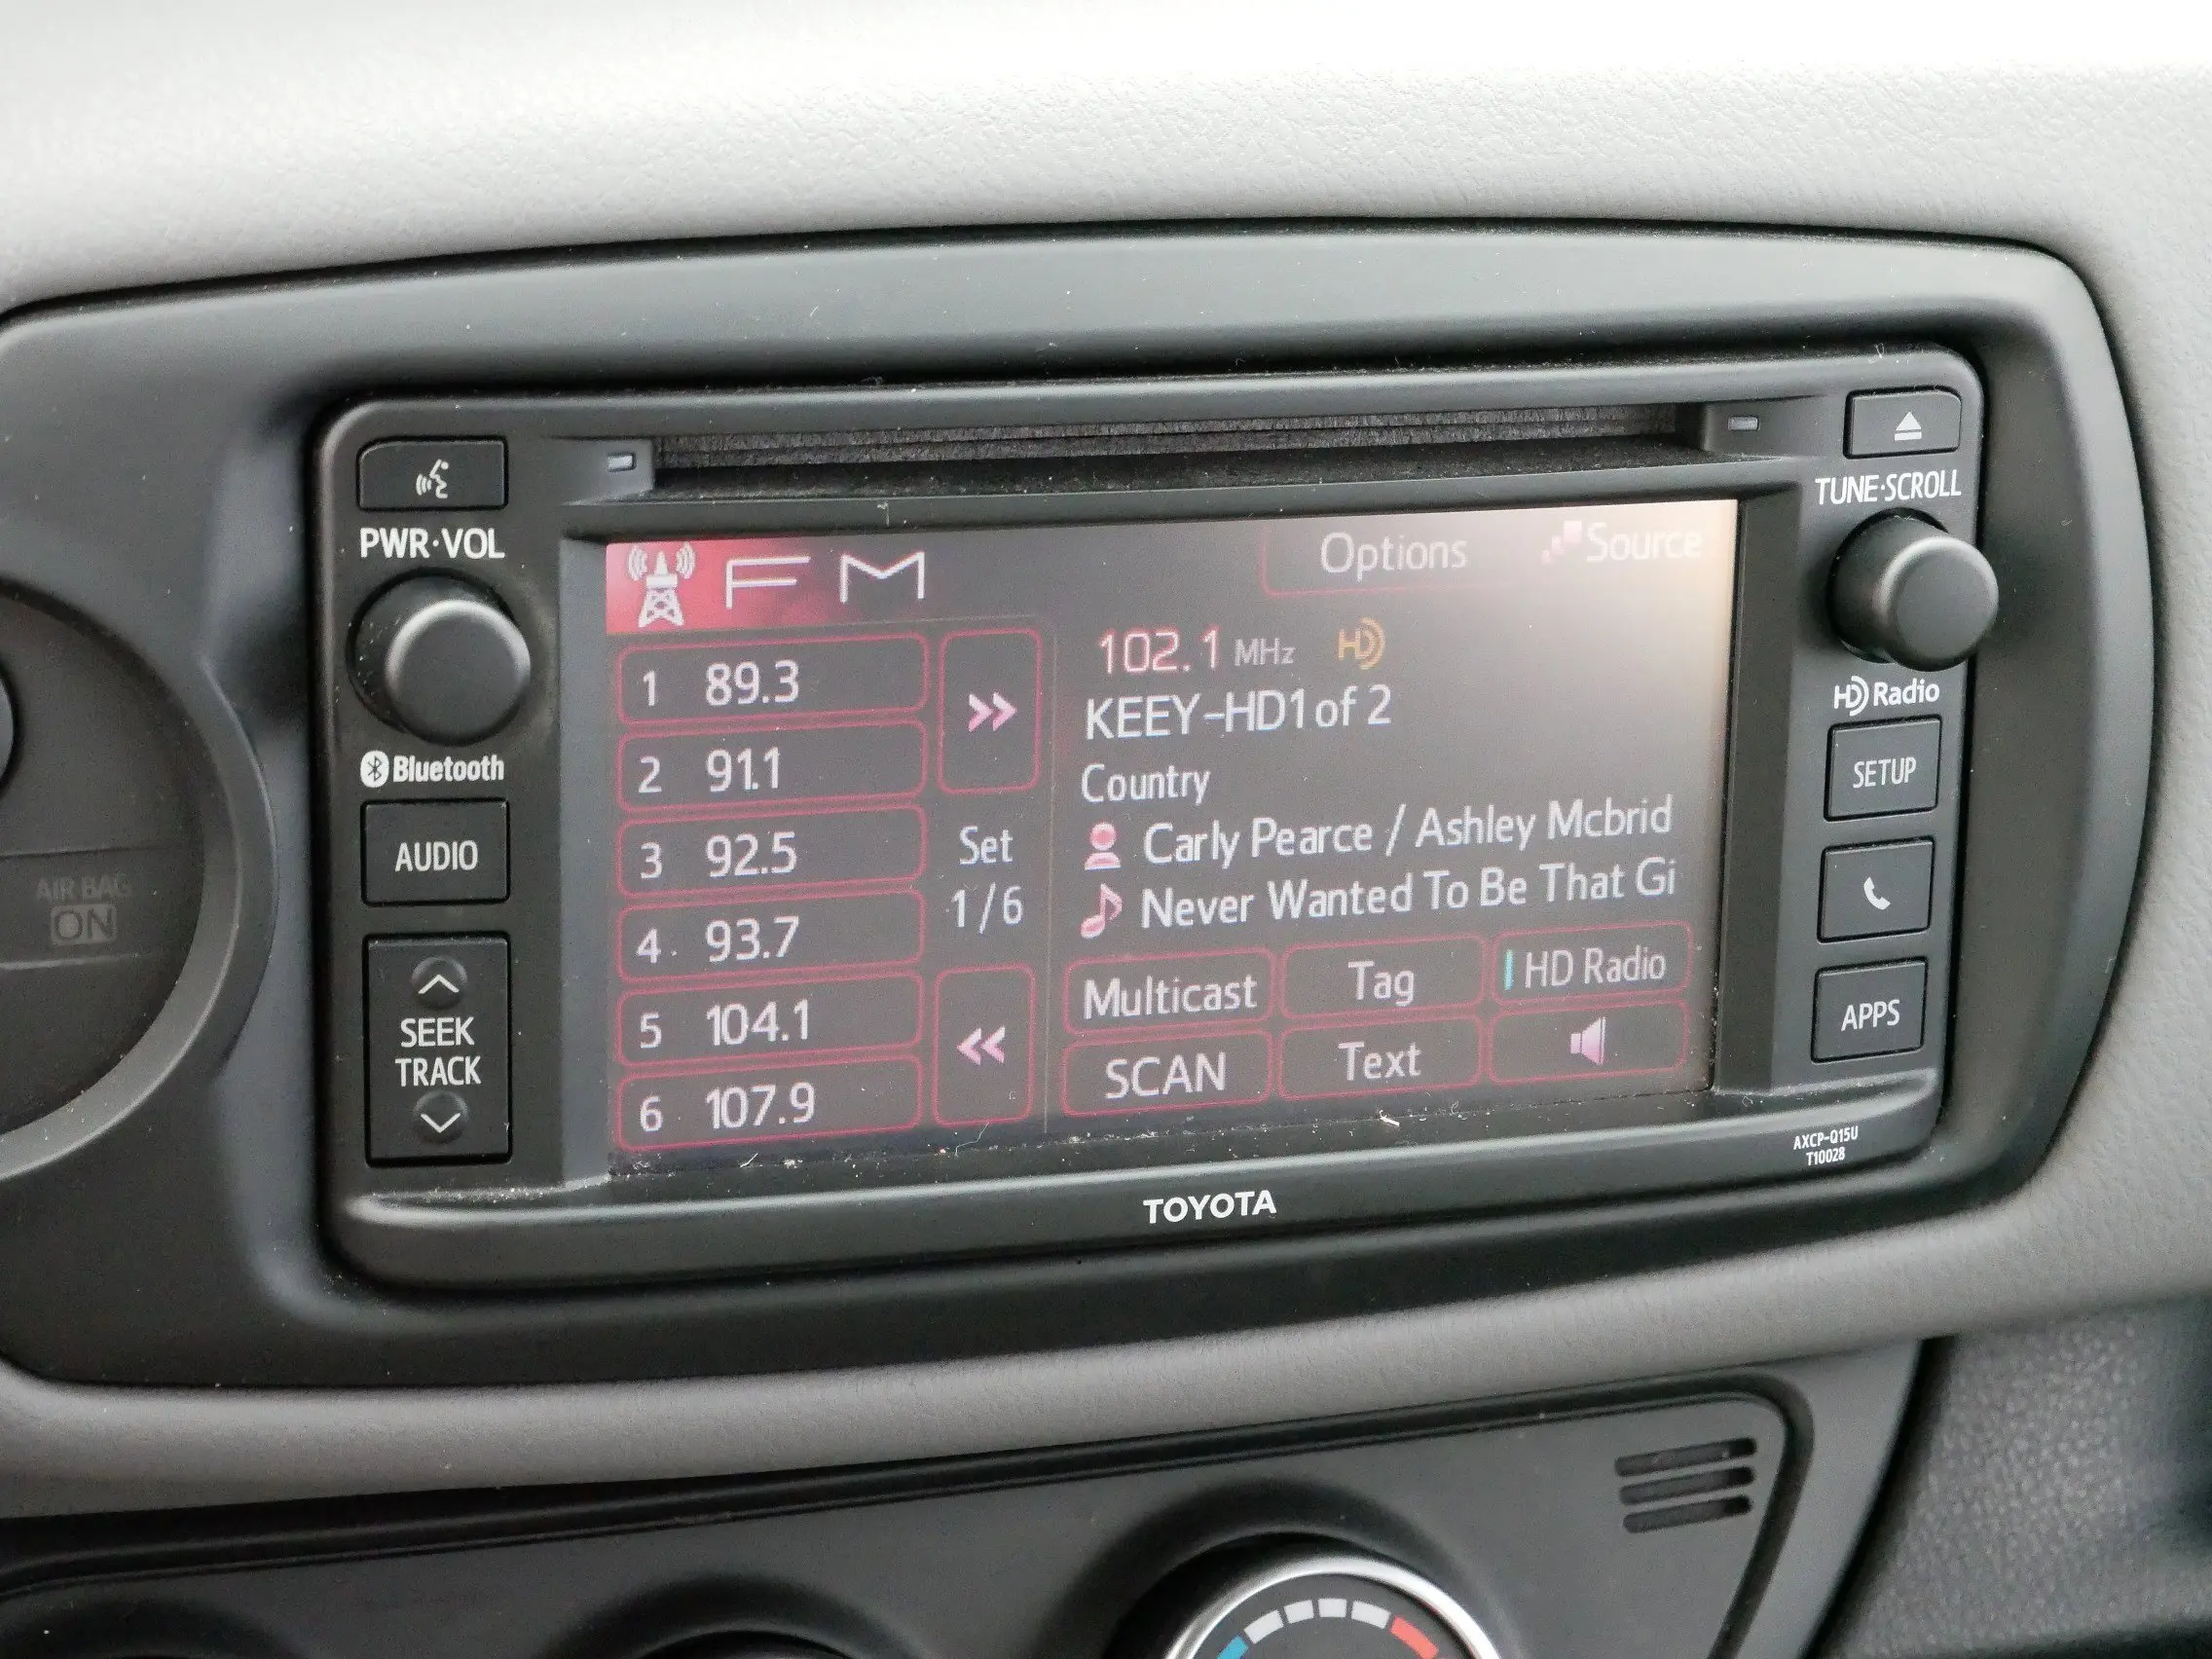 PWR·VOL
Bluetooth
AUDIO
SEEK
TRACK
AIR BAG
ON
FM
Options
Source
1 89.3
2 91.1
3 92.5
4 93.7
5 104.1
6 107.9
Set
1/6
102.1 MHz HD
KEEY-HD1 of 2
Country
Carly Pearce / Ashley Mcbrid
Never Wanted To Be That Gi
Multicast
Tag
HD Radio
SCAN
Text
TUNE·SCROLL
HD Radio
SETUP
APPS
AXCP-Q15U
T10028
TOYOTA